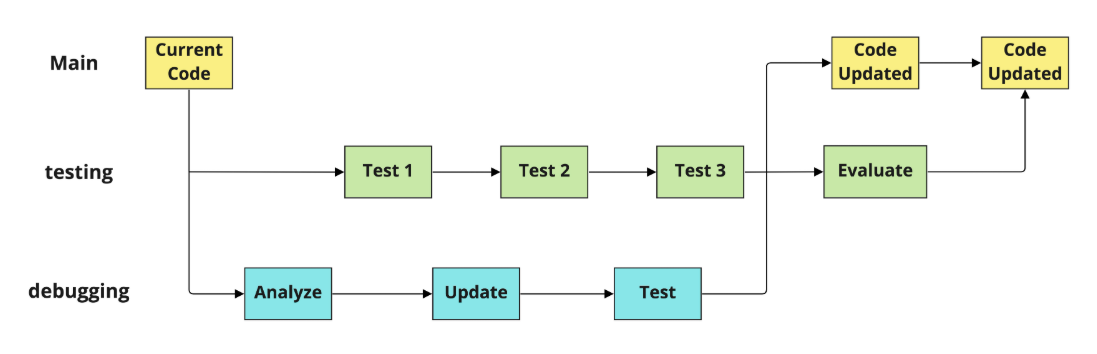 Main
Current
Code
Code
Updated
Code
Updated
testing
Test 1
Test 2
Test 3
Evaluate
debugging
Analyze
Update
Test